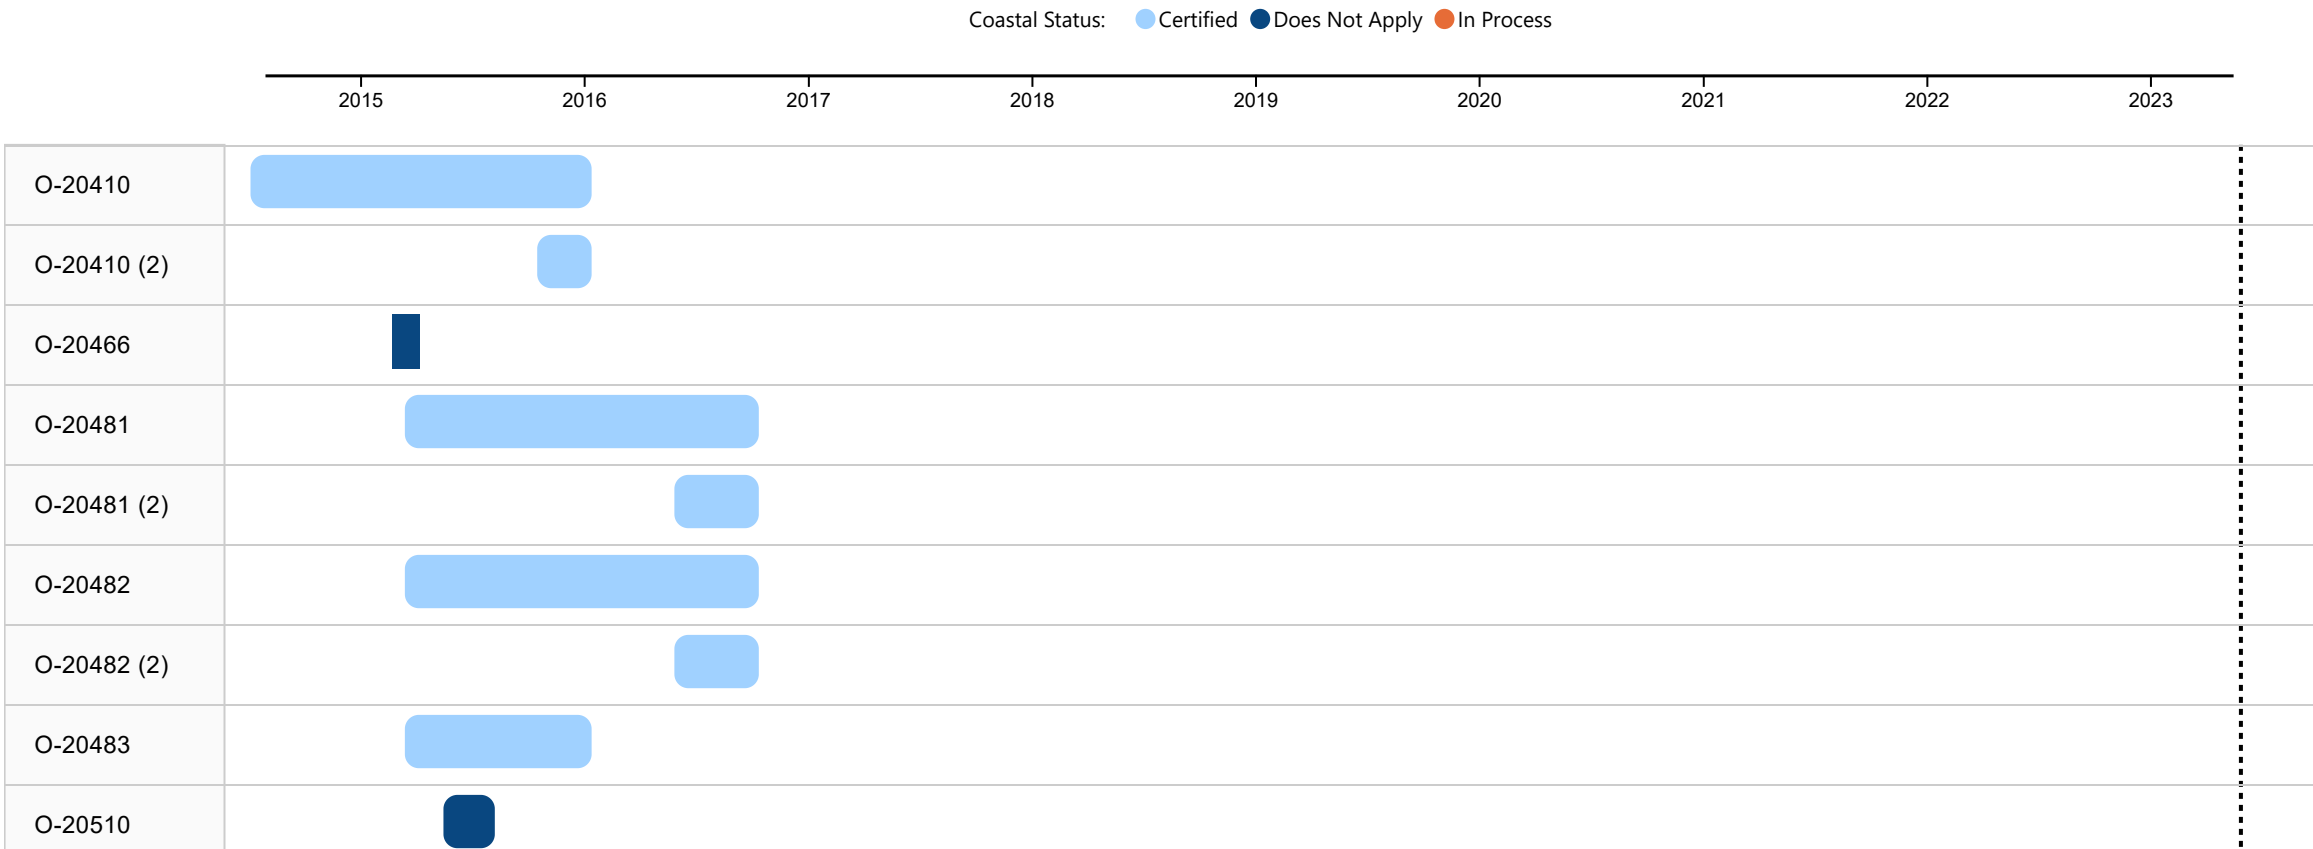 Coastal Status: Certified Does Not Apply In Process
2015 2016 2017 2018 2019 2020 2021 2022 2023
O-20410
O-20410 (2)
O-20466
O-20481
O-20481 (2)
O-20482
O-20482 (2)
O-20483
O-20510